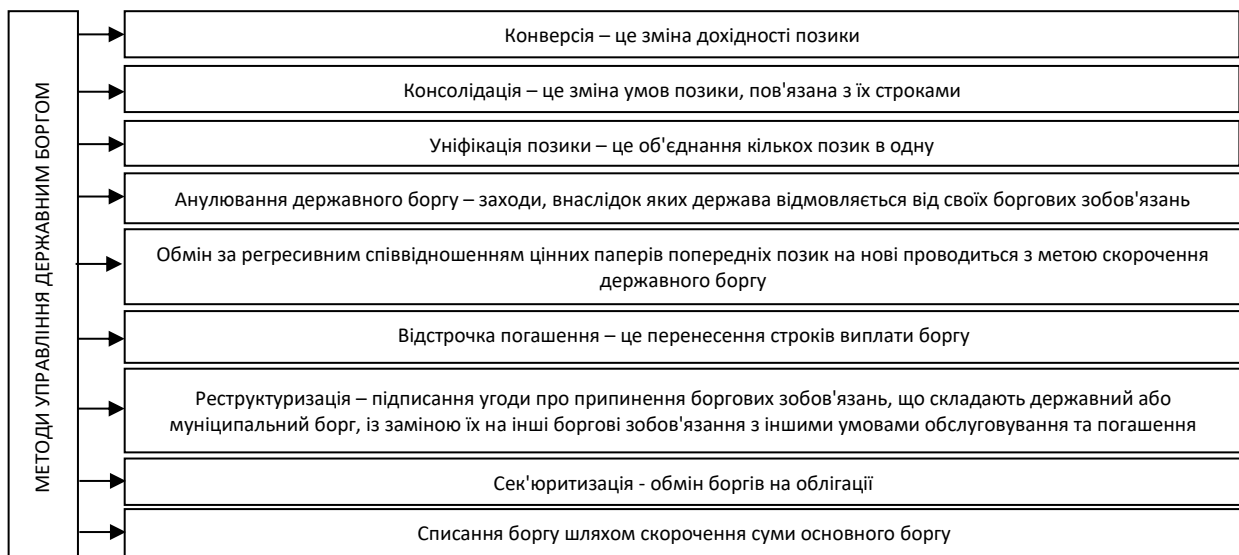 МЕТОДИ УПРАВЛІННЯ ДЕРЖАВНИМ БОРГОМ
Конверсія – це зміна дохідності позики
Консолідація – це зміна умов позики, пов'язана з їх строками
Уніфікація позики – це об'єднання кількох позик в одну
Анулювання державного боргу – заходи, внаслідок яких держава відмовляється від своїх боргових зобов'язань
Обмін за регресивним співвідношенням цінних паперів попередніх позик на нові проводиться з метою скорочення
державного боргу
Відстрочка погашення – це перенесення строків виплати боргу
Реструктуризація – підписання угоди про припинення боргових зобов'язань, що складають державний або
муніципальний борг, із заміною їх на інші боргові зобов'язання з іншими умовами обслуговування та погашення
Сек'юритизація - обмін боргів на облігації
Списання боргу шляхом скорочення суми основного боргу